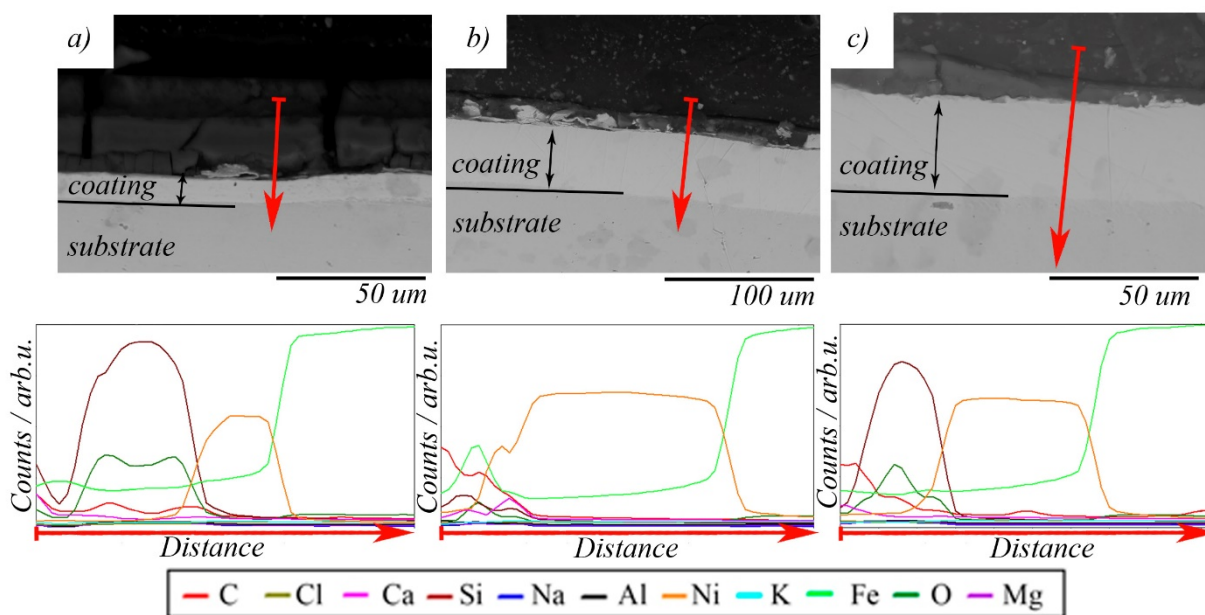 a)
coating
substrate
50 um
b)
coating
substrate
100 um
c)
coating
substrate
50 um
Counts / arb.u.
Distance
Counts / arb.u.
Distance
Counts / arb.u.
Distance
C Cl Ca Si Na Al Ni K Fe O Mg